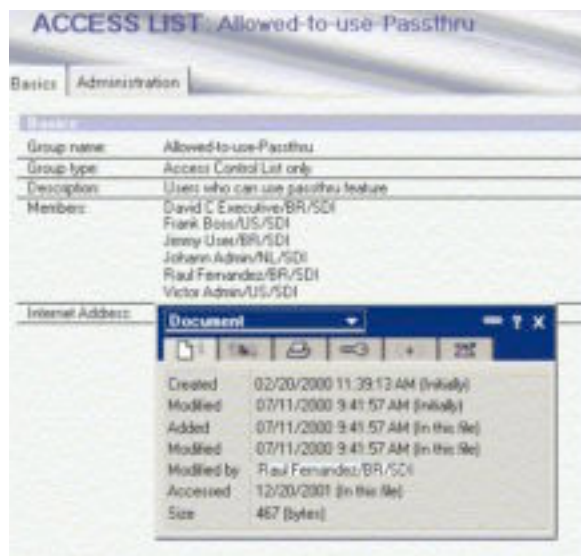 ACCESS LIST: Allowed-to-use-Passthru
Basics Administration
Basics
Group name: Allowed-to-use-Passthru
Group type: Access Control List only
Description: Users who can use passthru feature
Members: David C Executive/BR/SDI
Frank Boss/US/SDI
Jenny User/BR/SDI
Johann Admin/NL/SDI
Raul Fernandez/BR/SDI
Victor Admin/US/SDI
Internet Address:
Document ? X
Created 02/20/2000 11:39:13 AM (Initially)
Modified 07/11/2000 9:41:57 AM (Initially)
Added 07/11/2000 9:41:57 AM (In this file)
Modified 07/11/2000 9:41:57 AM (In this file)
Modified by Raul Fernandez/BR/SDI
Accessed 12/20/2001 (In this file)
Size 467 (bytes)